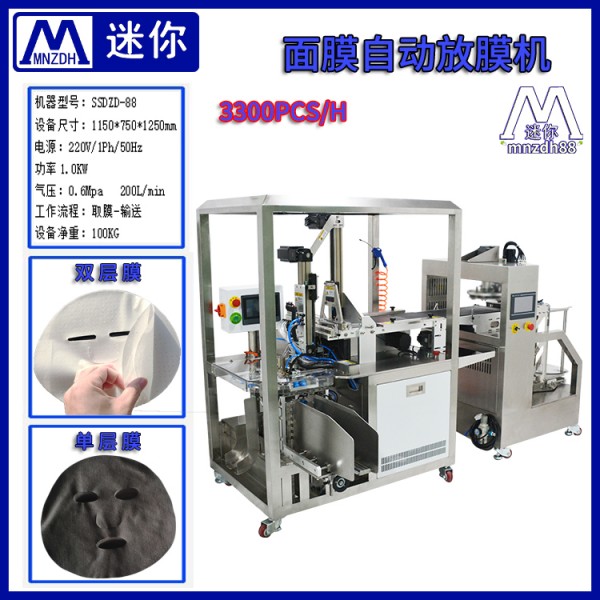 MNZDH
迷你
面膜自动放膜机
3300PCS/H
迷你
mnzdh88
机器型号：SSDZD-88
设备尺寸：1150*750*1250mm
电源：220V/1Ph/50Hz
功率 1.0KW
气压：0.6Mpa 200L/min
工作流程：取膜-输送
设备净重：100KG
双层膜
单层膜